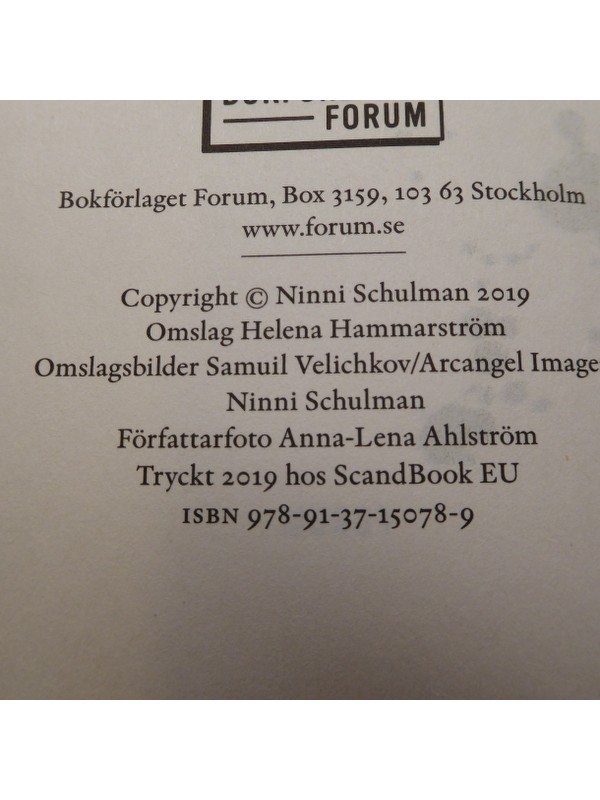 FORUM
Bokförlaget Forum, Box 3159, 103 63 Stockholm
www.forum.se
Copyright © Ninni Schulman 2019
Omslag Helena Hammarström
Omslagsbilder Samuil Velichkov/Arcangel Image
Ninni Schulman
Författarfoto Anna-Lena Ahlström
Tryckt 2019 hos ScandBook EU
ISBN 978-91-37-15078-9